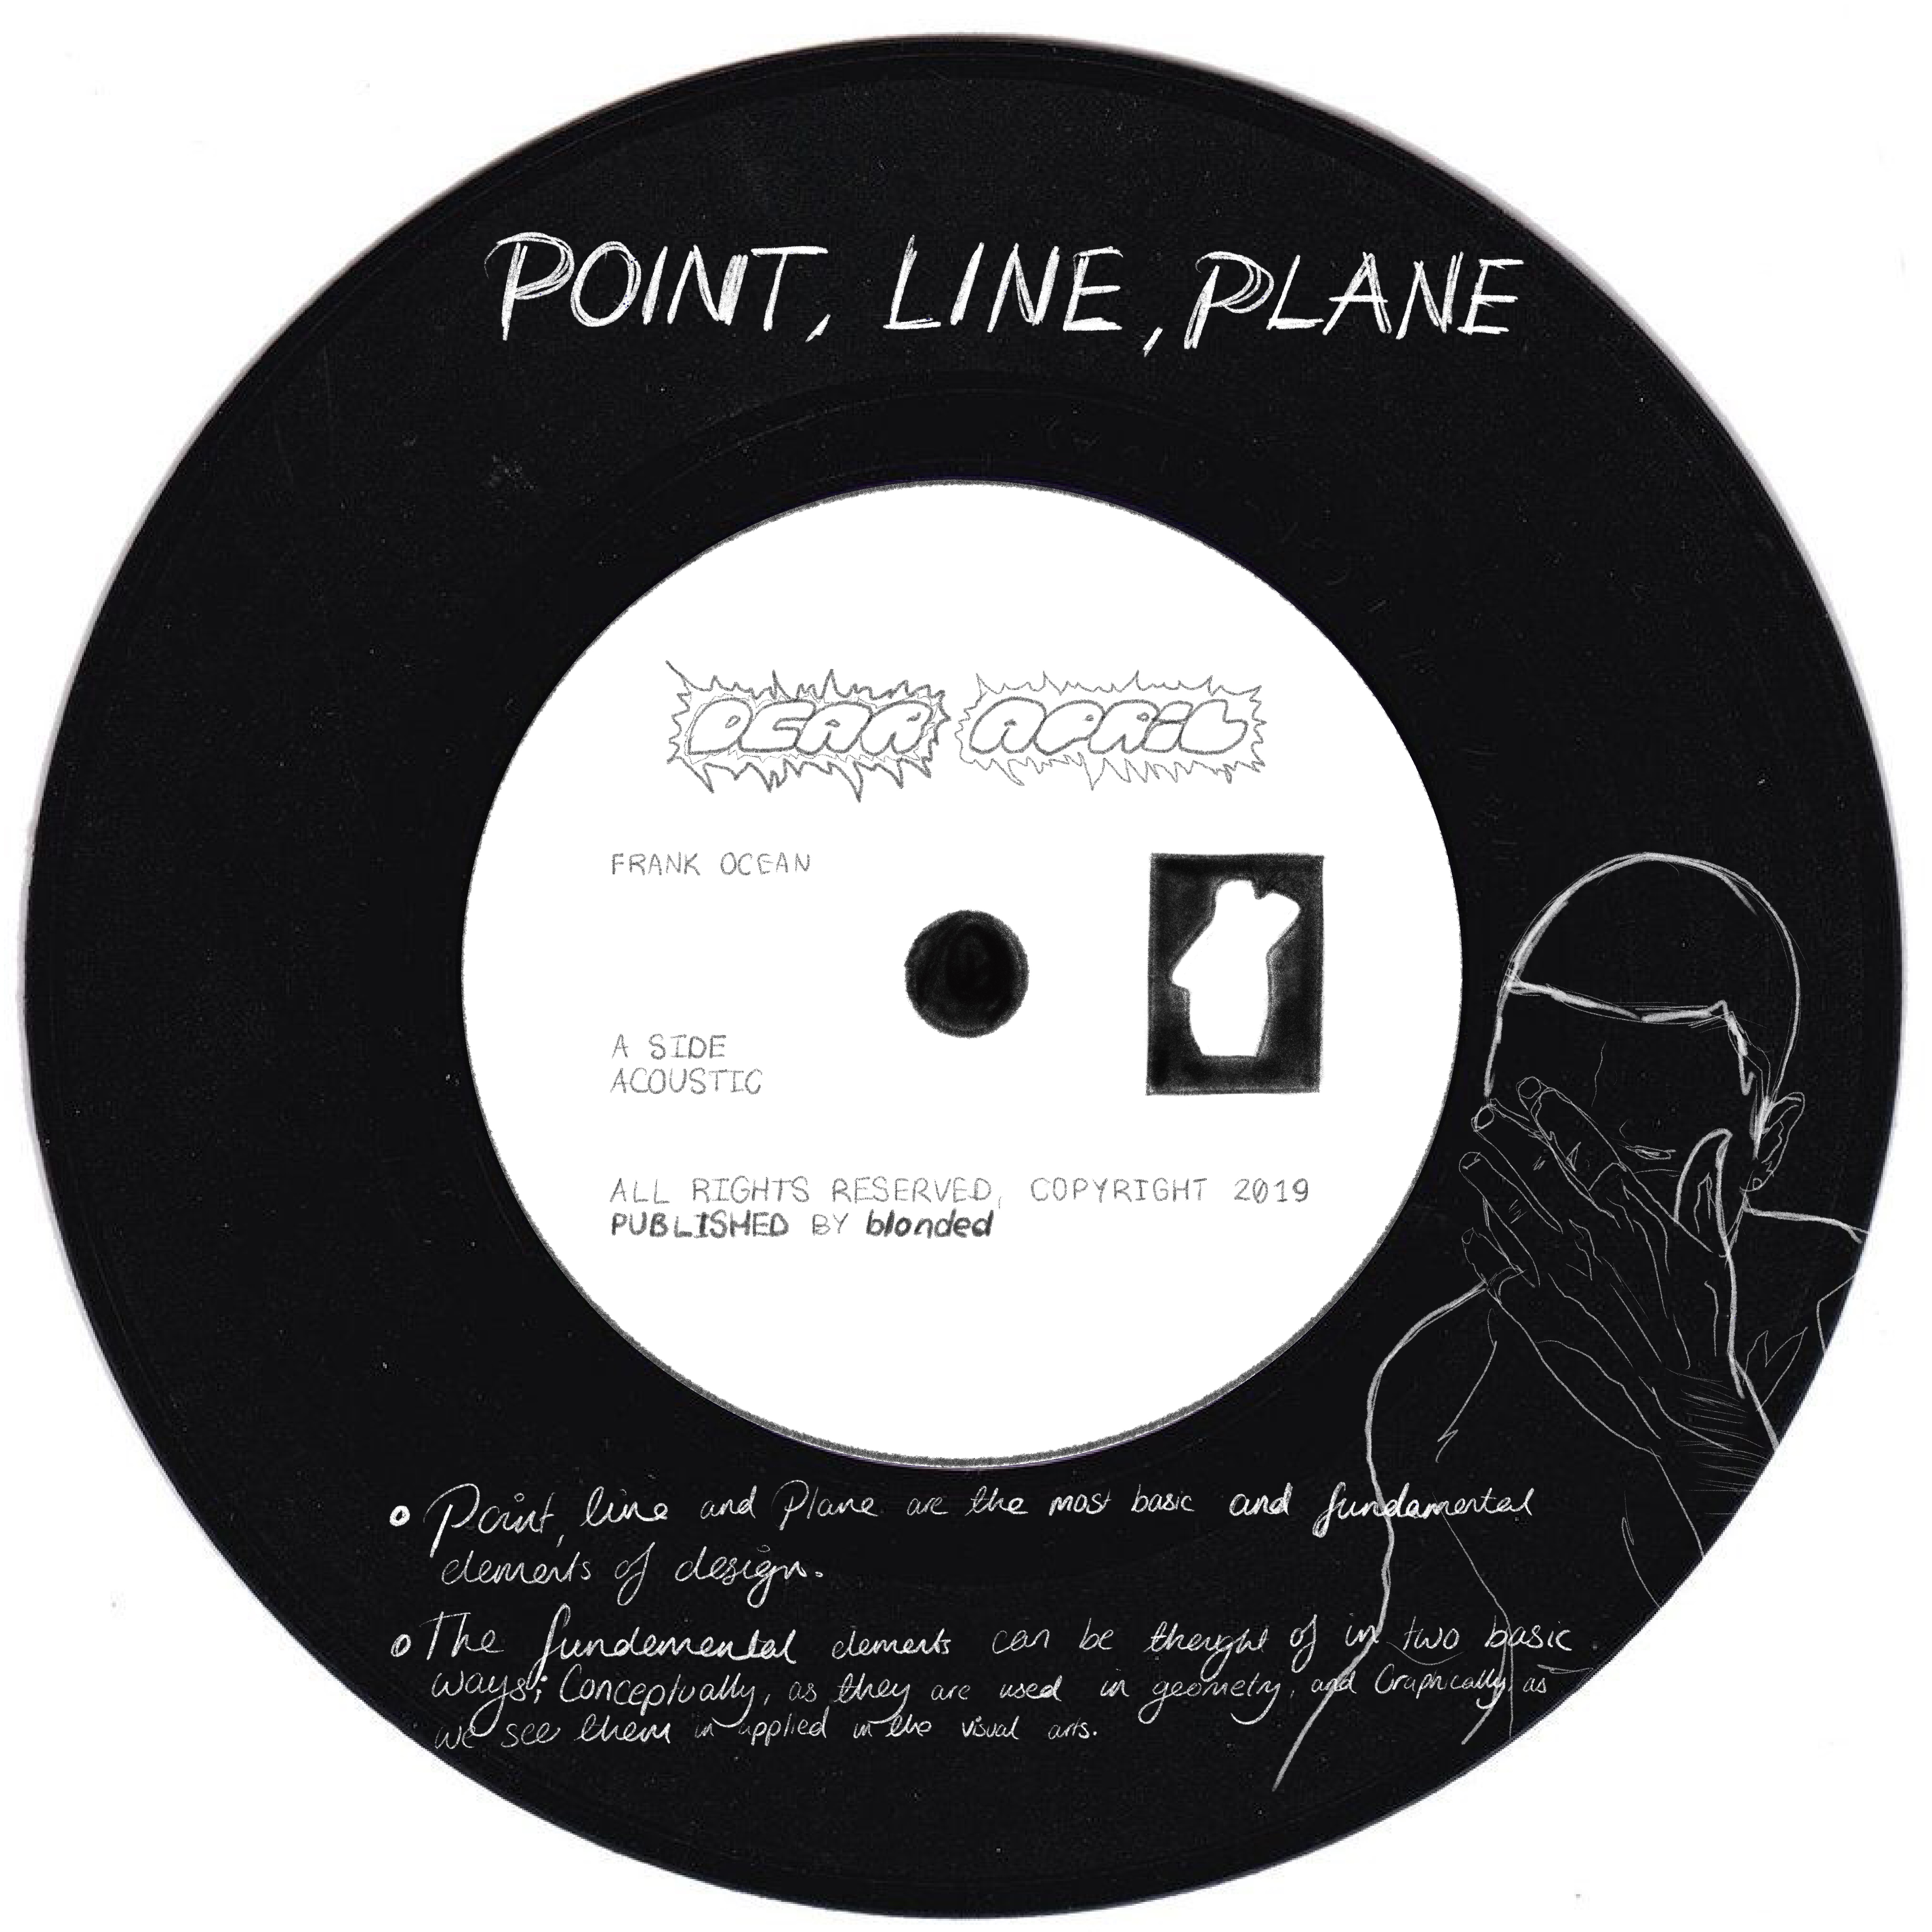 POINT, LINE, PLANE
DEAR APRIL
FRANK OCEAN
A SIDE
ACOUSTIC
ALL RIGHTS RESERVED, COPYRIGHT 2019
PUBLISHED BY blonded
Point, line and Plane are the most basic and fundamental
elements of design.
The fundemental elements can be thought of in two basic
ways; Conceptually, as they are used in geometry, and Graphically as
we see them in applied in the visual arts.